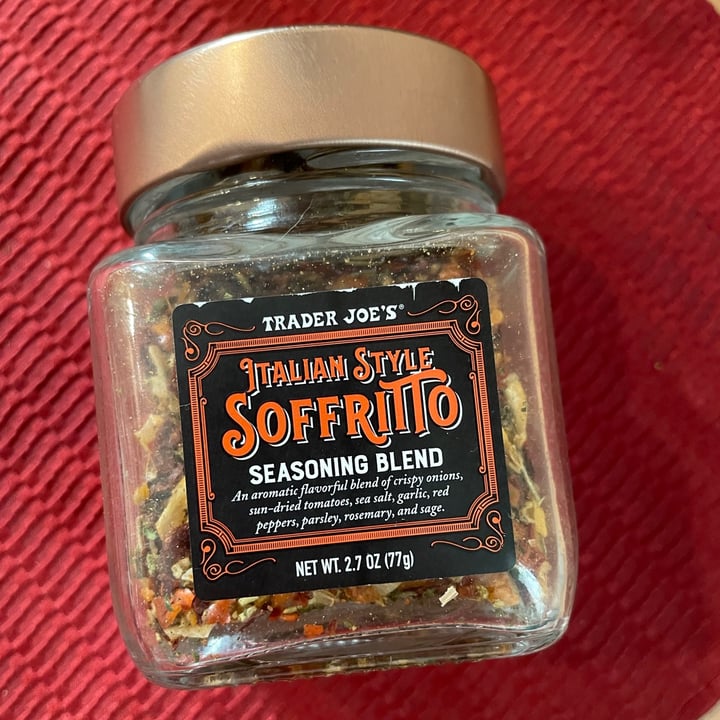 TRADER JOE'S®
ITALIAN STYLE
SOFFRITTO
SEASONING BLEND
An aromatic flavorful blend of crispy onions,
sun-dried tomatoes, sea salt, garlic, red
peppers, parsley, rosemary, and sage.
NET WT. 2.7 OZ (77g)